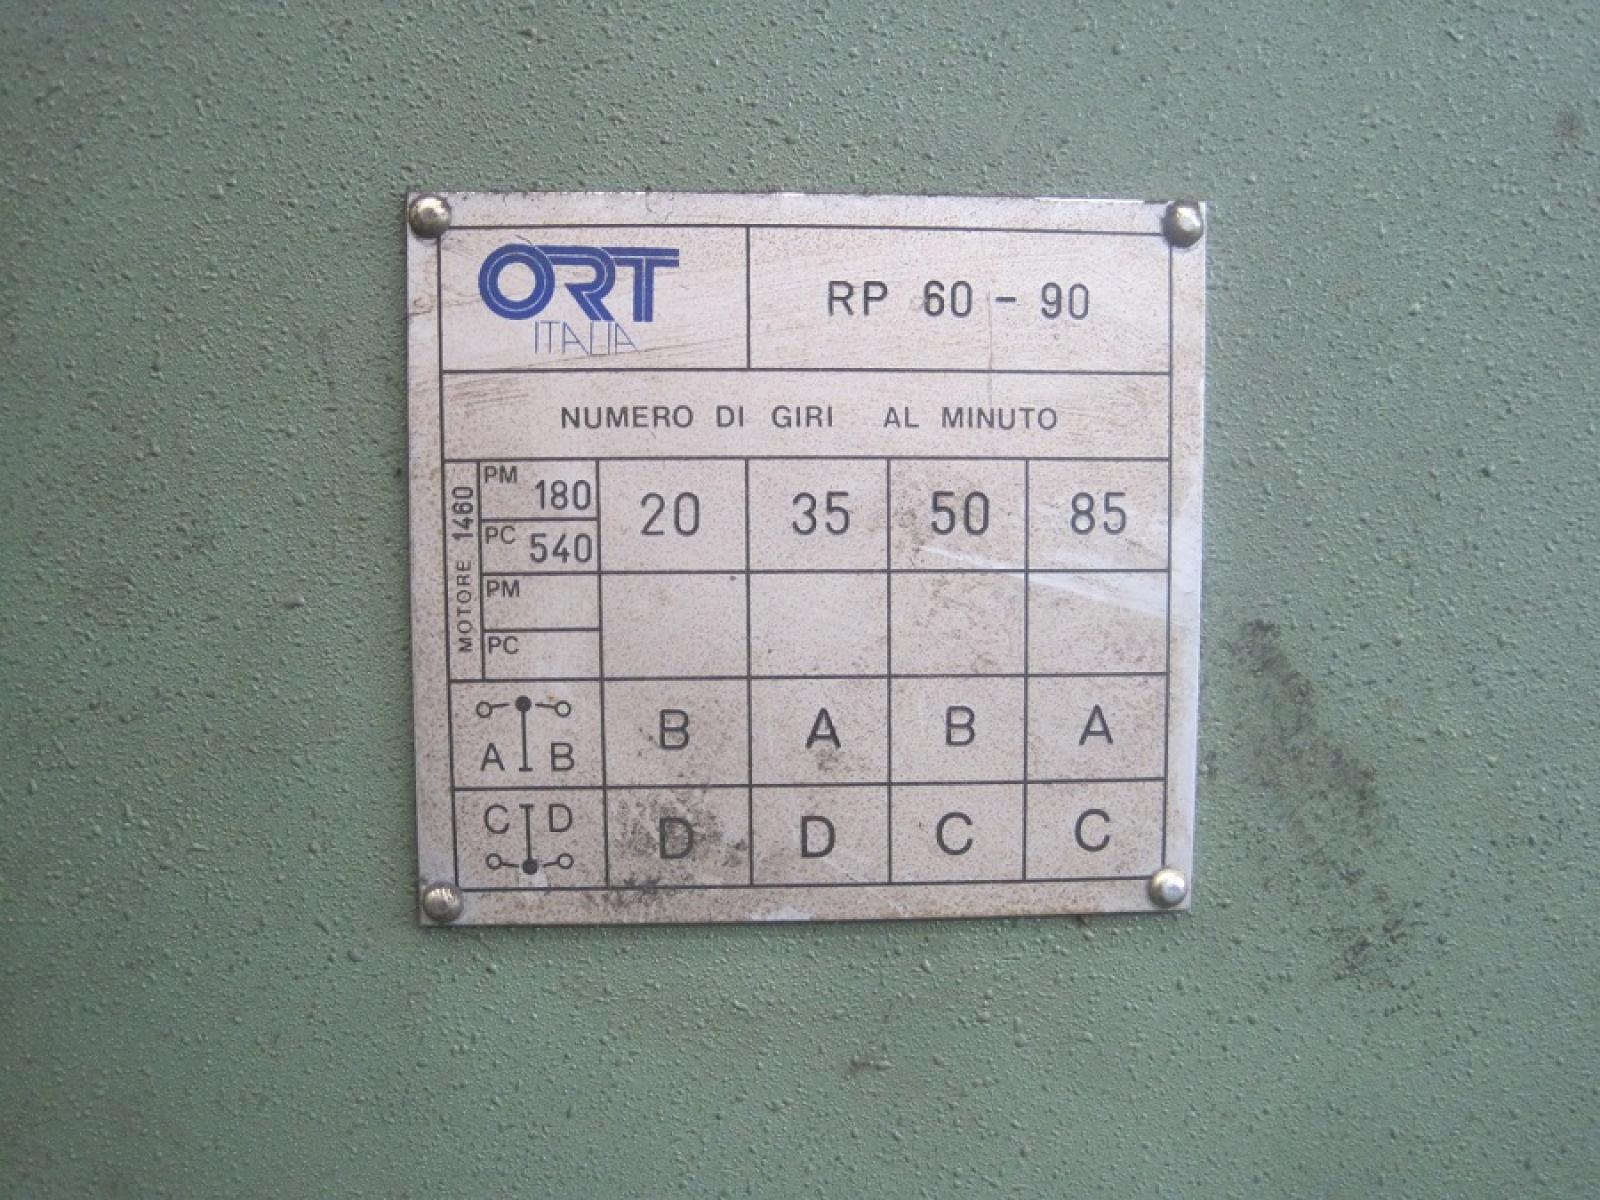 ORT
ITALIA
RP 60 - 90
NUMERO DI GIRI AL MINUTO
MOTORE 1460
PM 180
PC 540
20 35 50 85
PM
PC
A B
B A B A
C D
D D C C